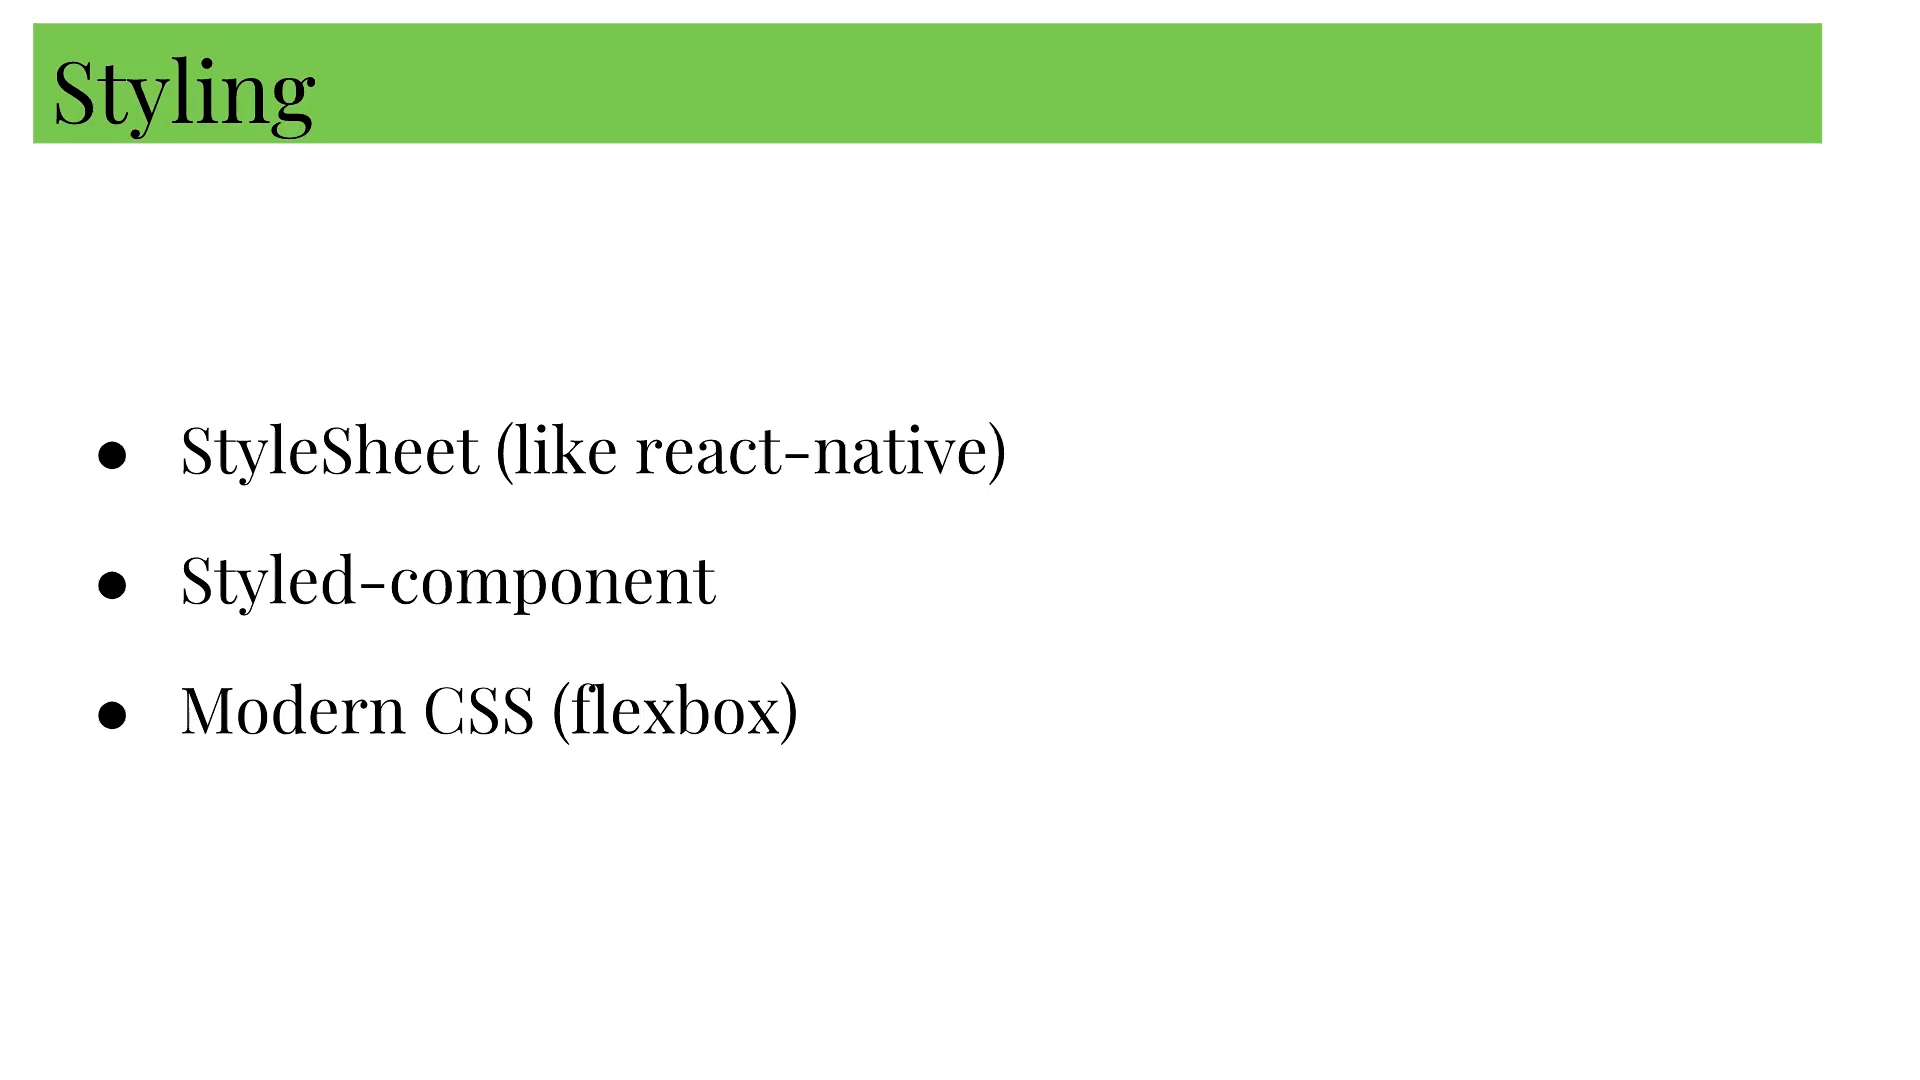 Styling
● StyleSheet (like react-native)
● Styled-component
● Modern CSS (flexbox)